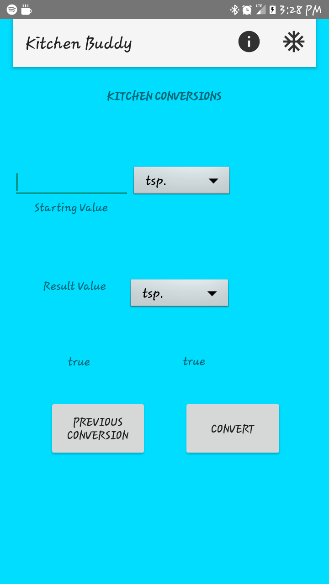 3:28 PM
Kitchen Buddy
KITCHEN CONVERSIONS
tsp.
Starting Value
Result Value
tsp.
true
true
PREVIOUS
CONVERSION
CONVERT